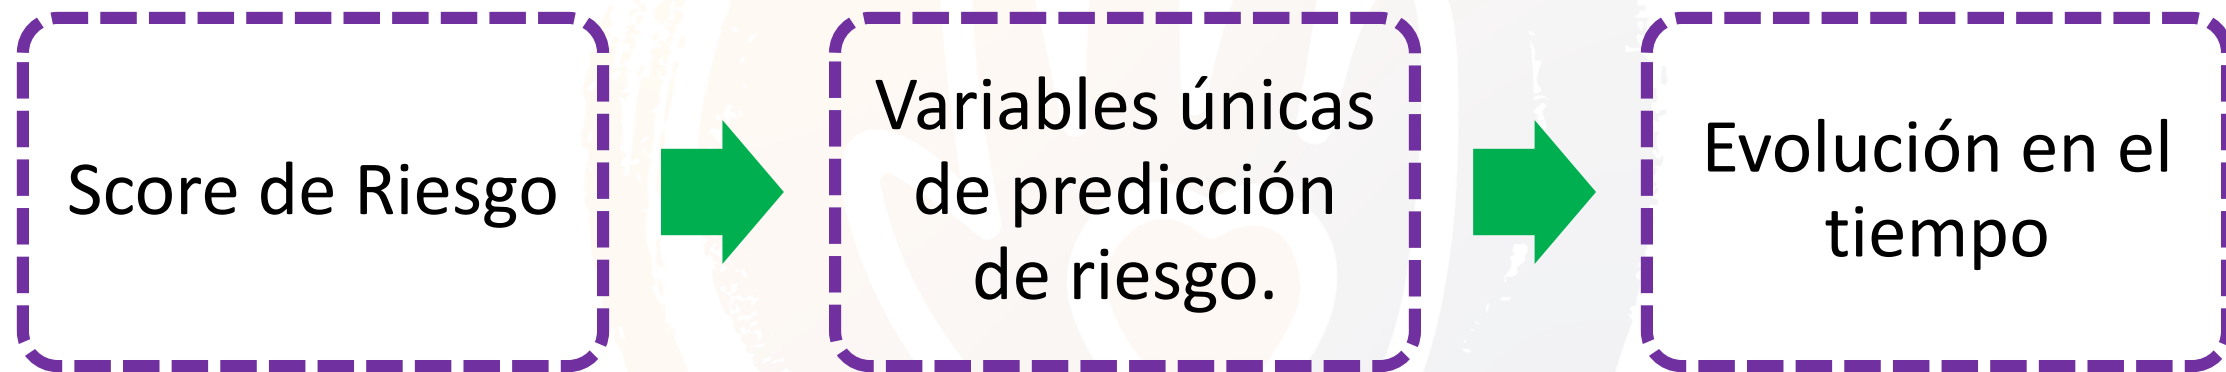 Score de Riesgo
Variables únicas
de predicción
de riesgo.
Evolución en el
tiempo